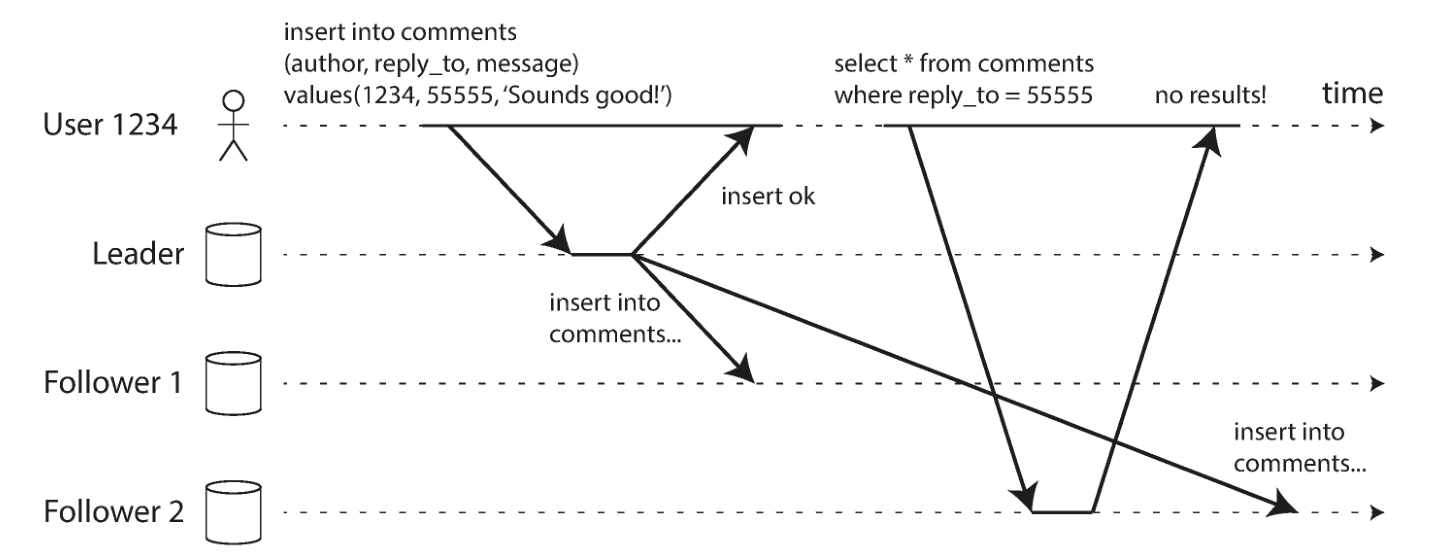 insert into comments
(author, reply_to, message)
values(1234, 55555, ‘Sounds good!’)
select * from comments
where reply_to = 55555
no results!
time
User 1234
insert ok
Leader
insert into
comments...
Follower 1
insert into
comments...
Follower 2